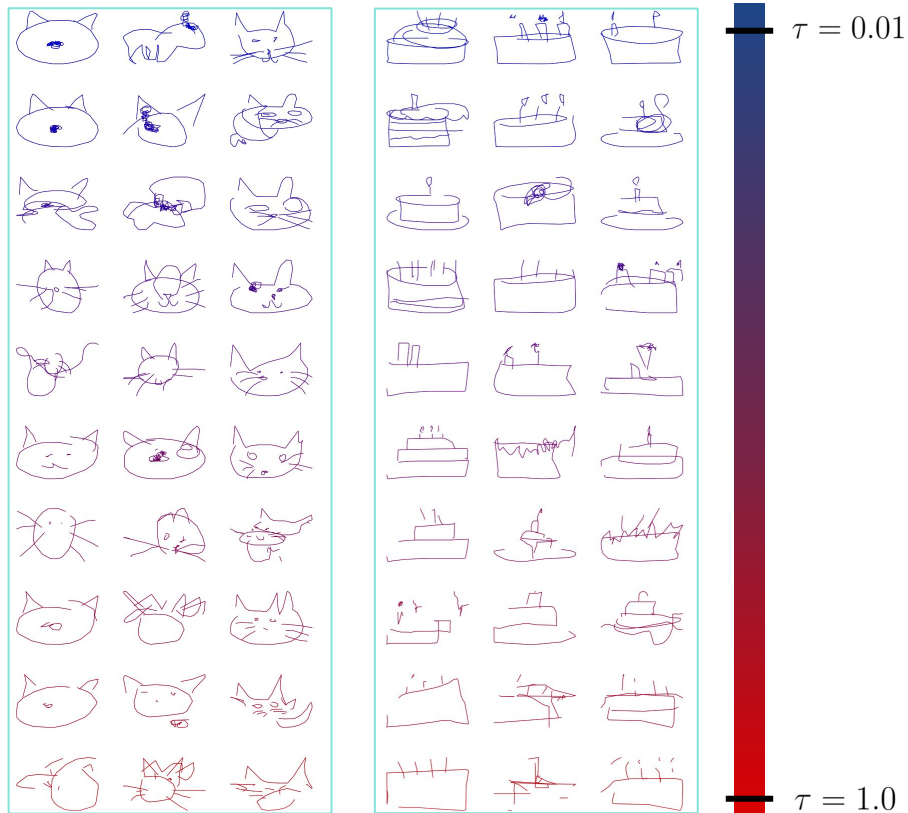 τ = 0.01
τ = 1.0